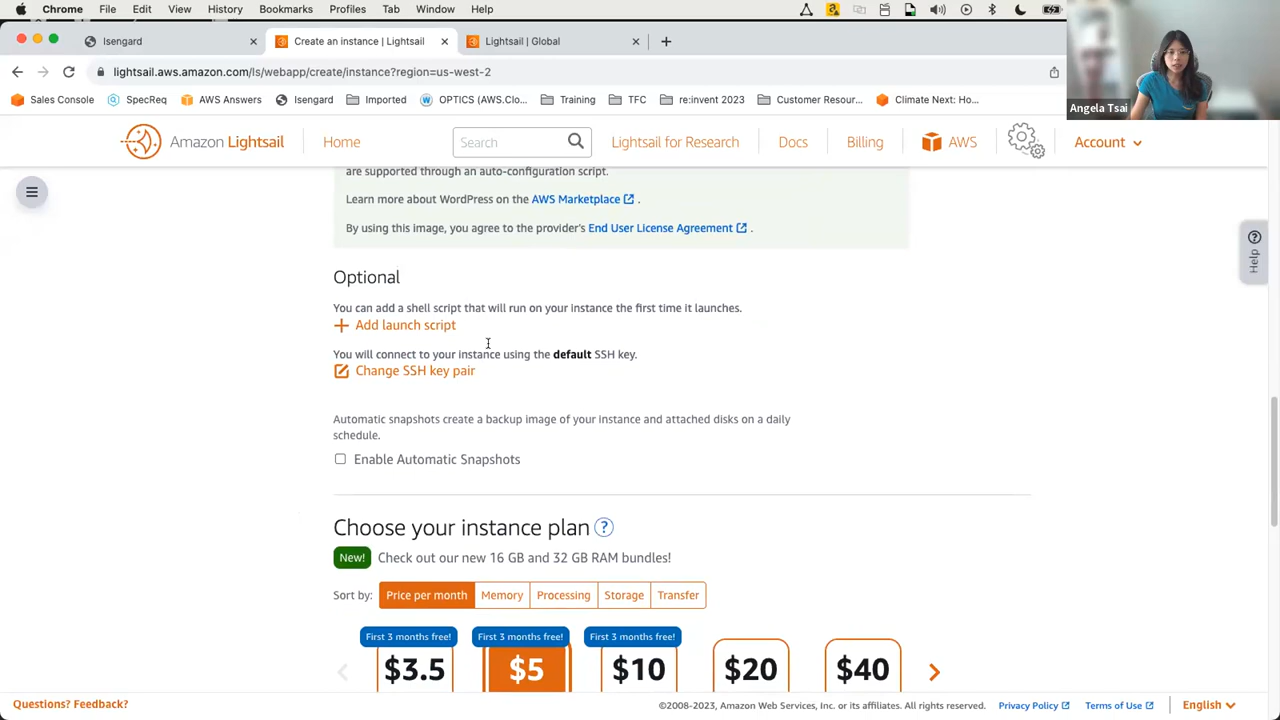 Chrome File Edit View History Bookmarks Profiles Tab Window Help
Isengard
Create an instance | Lightsail
Lightsail | Global
lightsail.aws.amazon.com/ls/webapp/create/instance?region=us-west-2
Sales Console SpecReq AWS Answers Isengard Imported OPTICS (AWS.Clo... Training TFC re:invent 2023 Customer Resour... Climate Next: Ho...
Angela Tsai
Amazon Lightsail Home Search Lightsail for Research Docs Billing AWS Account
are supported through an auto-configuration script.
Learn more about WordPress on the AWS Marketplace .
By using this image, you agree to the provider's End User License Agreement .
Help
Optional
You can add a shell script that will run on your instance the first time it launches.
Add launch script
You will connect to your instance using the default SSH key.
Change SSH key pair
Automatic snapshots create a backup image of your instance and attached disks on a daily
schedule.
Enable Automatic Snapshots
Choose your instance plan ?
New! Check out our new 16 GB and 32 GB RAM bundles!
Sort by: Price per month Memory Processing Storage Transfer
First 3 months free! First 3 months free! First 3 months free!
$3.5 $5 $10 $20 $40
Questions? Feedback? ©2008-2023, Amazon Web Services, Inc. or its affiliates. All rights reserved. Privacy Policy Terms of Use English